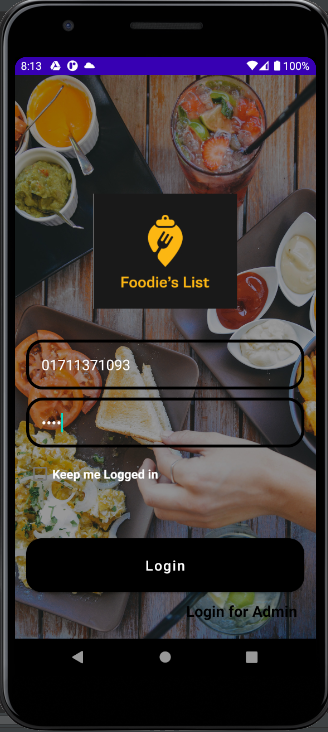 8:13
100%
Foodie's List
01711371093
••••
Keep me Logged in
Login
Login for Admin